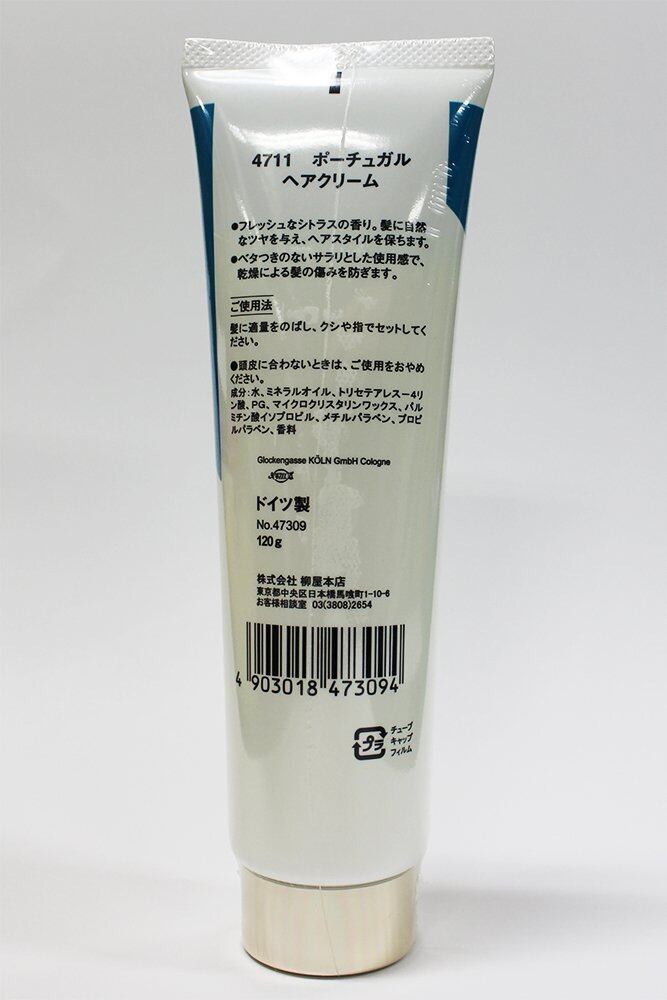 4711 ポーチュガル
ヘアクリーム
●フレッシュなシトラスの香り。髪に自然
なツヤを与え、ヘアスタイルを保ちます。
●ベタつきのないサラリとした使用感で、
乾燥による髪の傷みを防ぎます。
ご使用法
髪に適量をのばし、クシや指でセットしてく
ださい。
●頭皮に合わないときは、ご使用をおやめ
ください。
成分:水、ミネラルオイル、トリセテアレスー4リ
ン酸、PG、マイクロクリスタリンワックス、パル
ミチン酸イソプロピル、メチルパラベン、プロピ
ルパラベン、香料
Glockengasse KÖLN GmbH Cologne
ドイツ製
No.47309
120g
株式会社 柳屋本店
東京都中央区日本橋馬喰町1-10-6
お客様相談室 03(3808)2654
4 903018 473094
プラ
チューブ
キャップ
フィルム